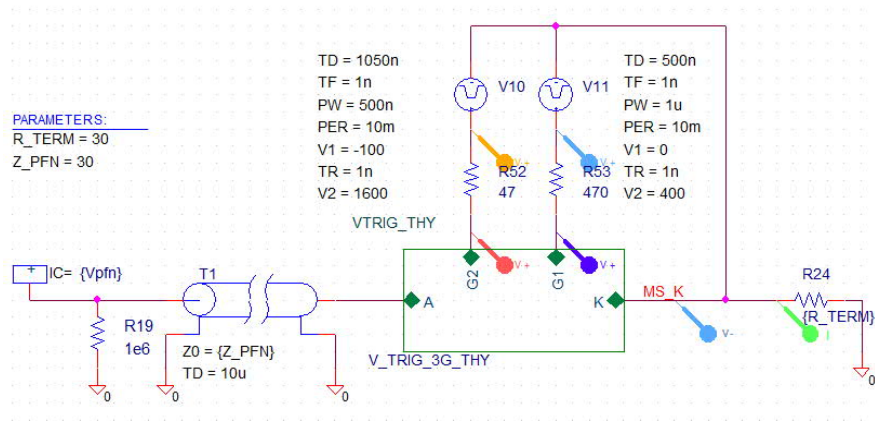 TD = 1050n
TF = 1n
PW = 500n
PER = 10m
V1 = -100
TR = 1n
V2 = 1600
V10
V11
TD = 500n
TF = 1n
PW = 1u
PER = 10m
V1 = 0
TR = 1n
V2 = 400
PARAMETERS:
R_TERM = 30
Z_PFN = 30
V+
V+
R52
47
R53
470
VTRIG_THY
G2
V+
G1
V+
+
IC= {Vpfn}
T1
A
K
MS_K
R24
{R_TERM}
V-
I
R19
1e6
Z0 = {Z_PFN}
TD = 10u
V_TRIG_3G_THY
0
0
0
0